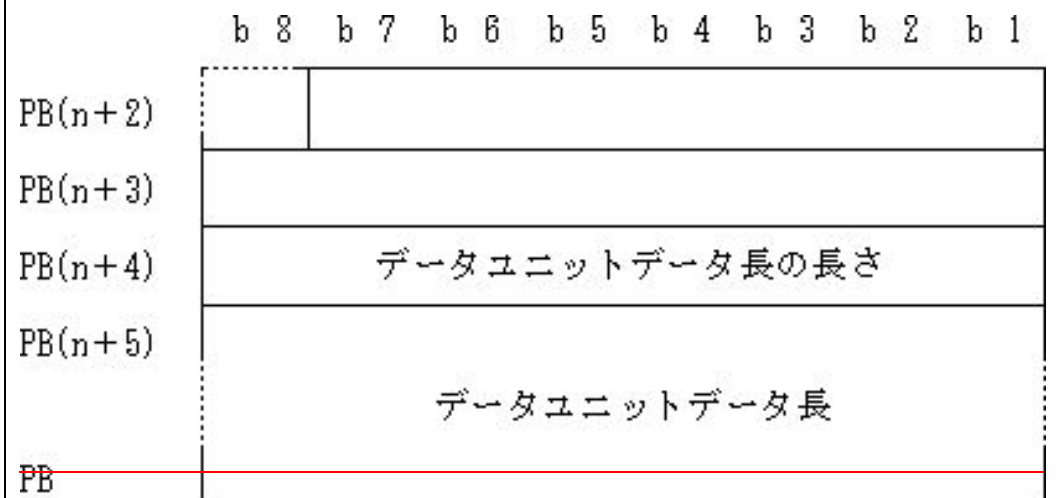 b 8 b 7 b 6 b 5 b 4 b 3 b 2 b 1
PB(n+2)
PB(n+3)
PB(n+4) データユニットデータ長の長さ
PB(n+5)
データユニットデータ長
PB